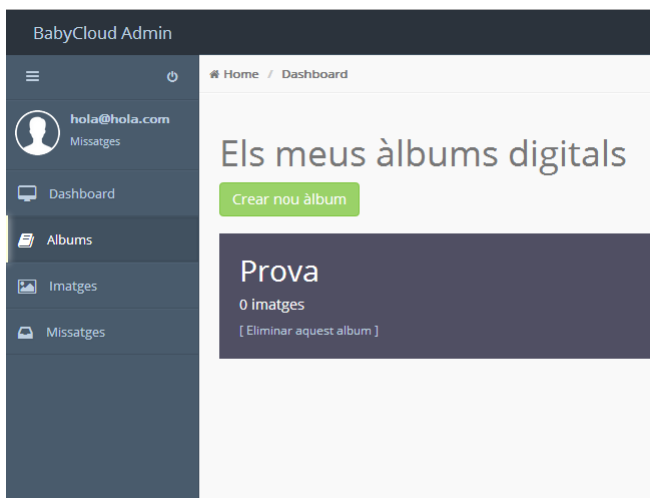 BabyCloud Admin
Home / Dashboard
hola@hola.com
Missatges
Dashboard
Albums
Imatges
Missatges
Els meus àlbums digitals
Crear nou àlbum
Prova
0 imatges
[ Eliminar aquest album ]